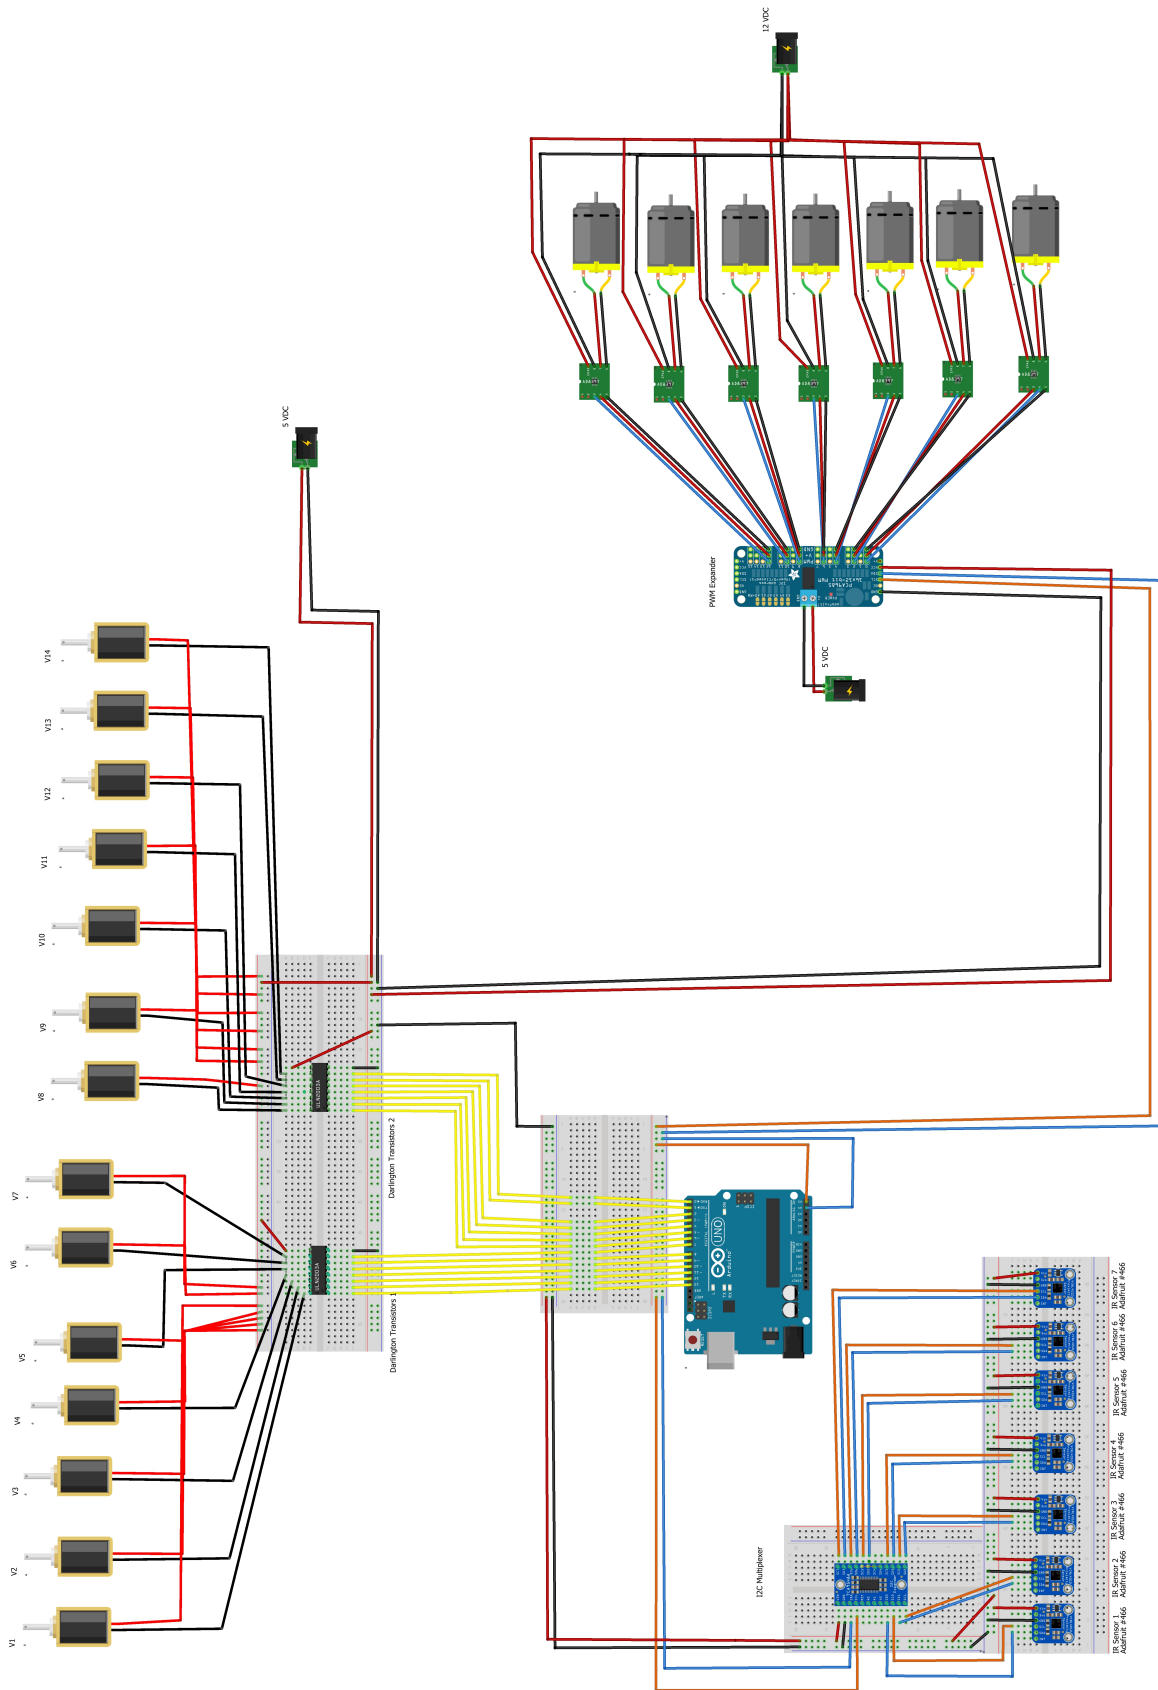 12 VDC
5 VDC
PWM Expander
5 VDC
V14
V13
V12
V11
V10
V9
V8
V7
V6
V5
V4
V3
V2
V1
ULN2003A
ULN2003A
Darlington Transistors 2
Darlington Transistors 1
UNO
Arduino
I2C Multiplexer
IR Sensor 7
Adafruit #466
IR Sensor 6
Adafruit #466
IR Sensor 5
Adafruit #466
IR Sensor 4
Adafruit #466
IR Sensor 3
Adafruit #466
IR Sensor 2
Adafruit #466
IR Sensor 1
Adafruit #466